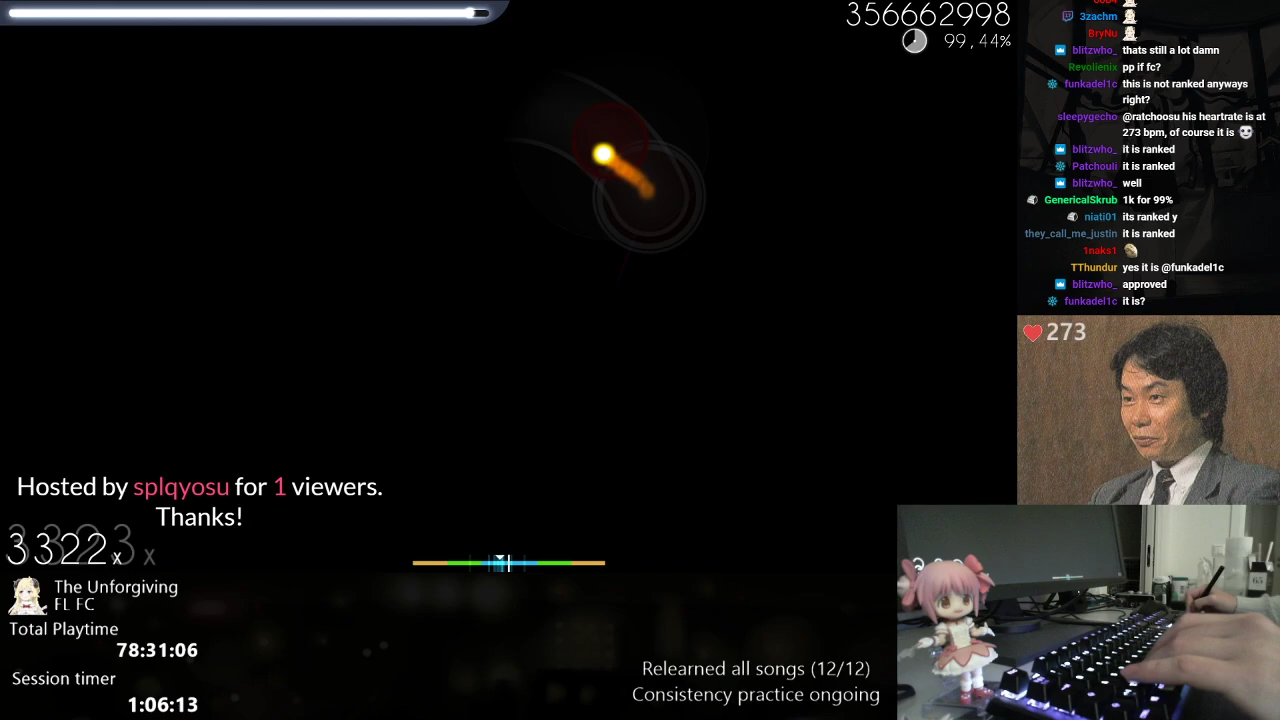 356662998
99,44%
0084
3zachm
BryNu
blitzwho_ thats still a lot damn
Revolienix pp if fc?
funkadel1c this is not ranked anyways
right?
sleepygecho @ratchoosu his heartrate is at
273 bpm, of course it is
blitzwho_ it is ranked
Patchouli it is ranked
blitzwho_ well
GenericalSkrub 1k for 99%
niati01 its ranked y
they_call_me_justin it is ranked
1naks1
TThundur yes it is @funkadel1c
blitzwho_ approved
funkadel1c it is?
273
Hosted by splqyosu for 1 viewers.
Thanks!
3322x
The Unforgiving
FL FC
Total Playtime
78:31:06
Session timer
1:06:13
Relearned all songs (12/12)
Consistency practice ongoing